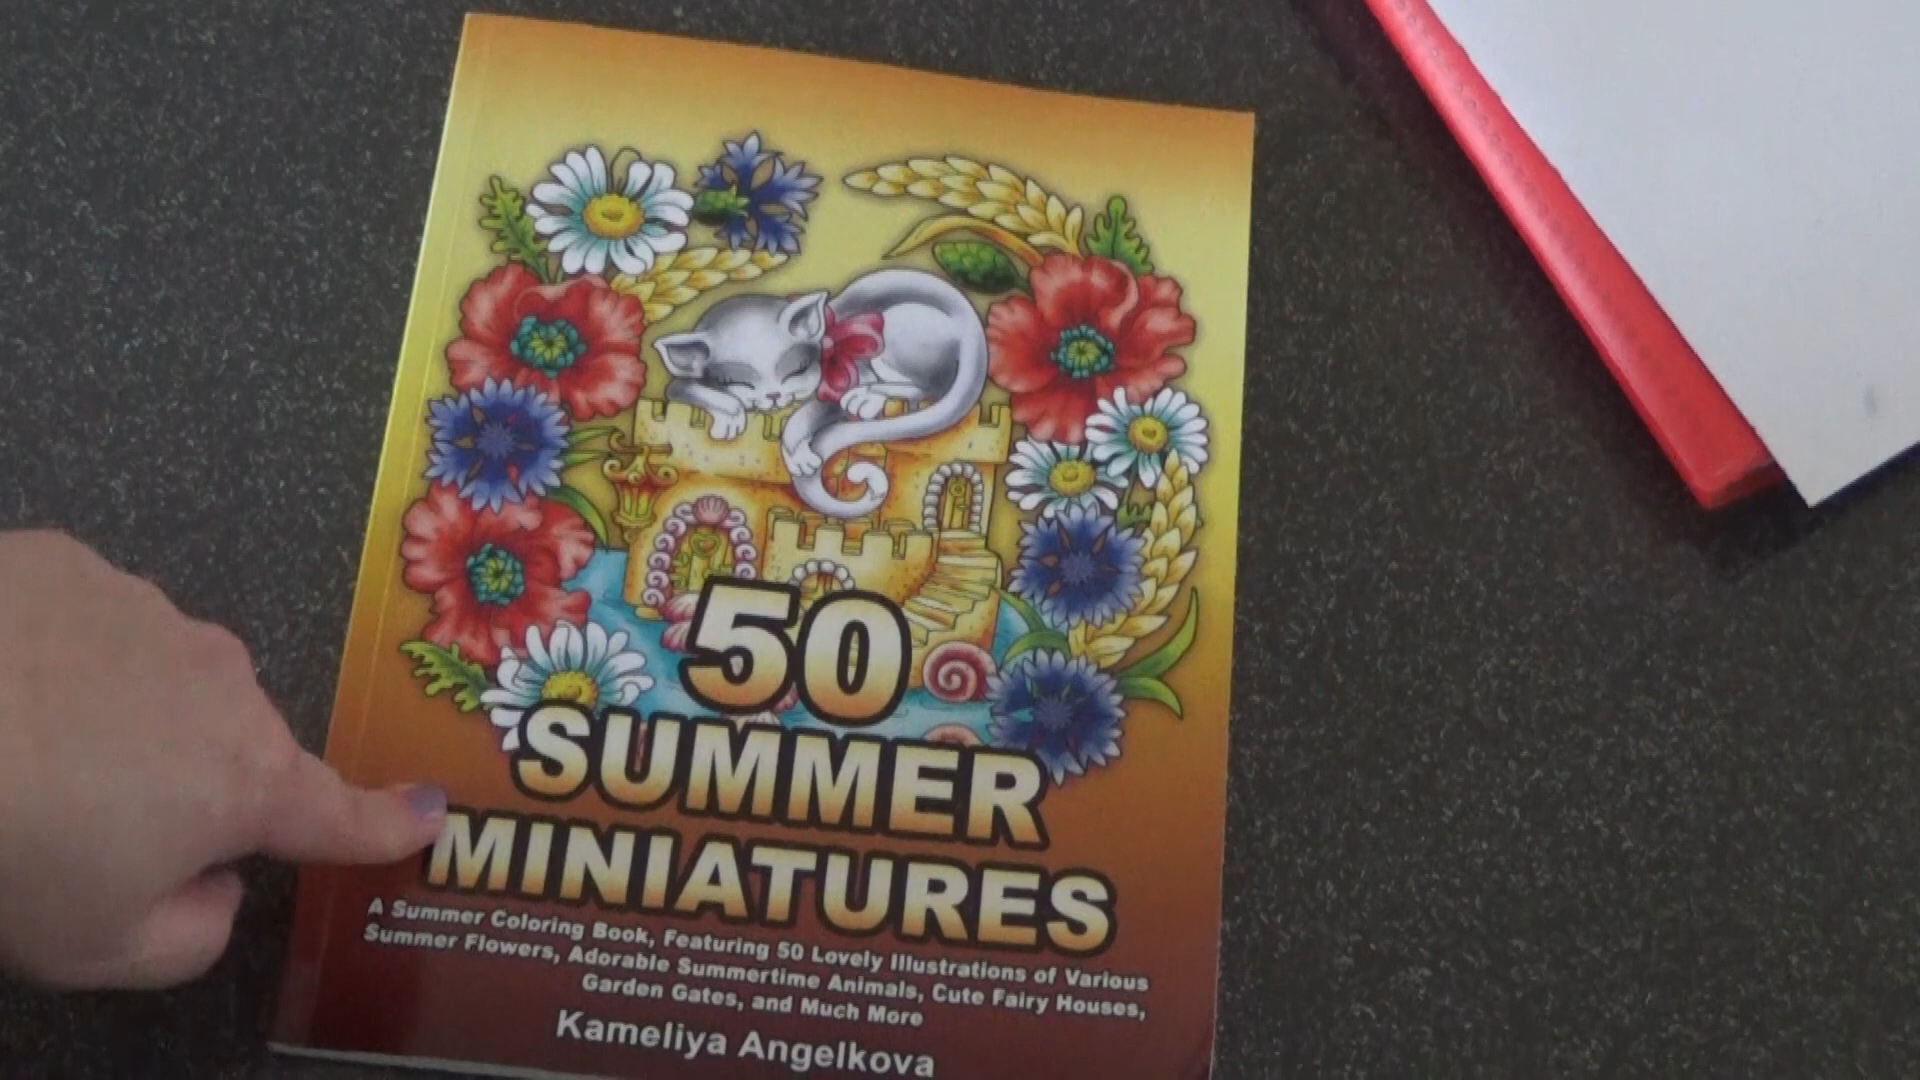 50
SUMMER
MINIATURES
A Summer Coloring Book, Featuring 50 Lovely Illustrations of Various
Summer Flowers, Adorable Summertime Animals, Cute Fairy Houses,
Garden Gates, and Much More
Kameliya Angelkova